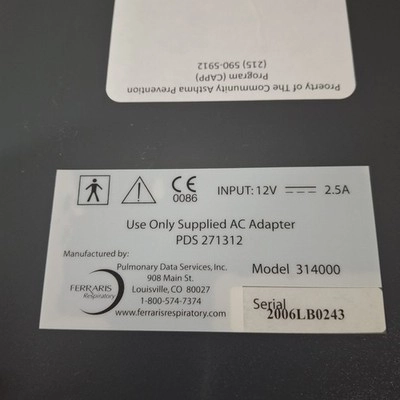 Proerty of The Community Asthma Prevention
Program (CAPP)
(215) 590-5912
CE
0086
INPUT: 12V 2.5A
Use Only Supplied AC Adapter
PDS 271312
Manufactured by:
FERRARIS
Respiratory
Pulmonary Data Services, Inc.
908 Main St.
Louisville, CO 80027
1-800-574-7374
www.ferrarisrespiratory.com
Model 314000
Serial
2006LB0243